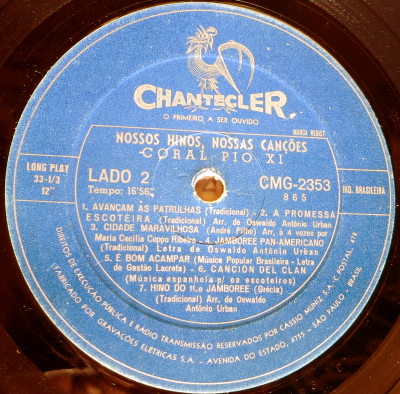 CHANTECLER
O PRIMEIRO A SER OUVIDO
MARCA REGIST
NOSSOS HINOS, NOSSAS CANÇÕES
CORAL PIO XI
LONG PLAY
33-1/3
12"
LADO 2
Tempo: 16'56"
CMG-2353
865
IND. BRASILEIRA
1. AVANÇAM AS PATRULHAS (Tradicional) - 2. A PROMESSA
ESCOTEIRA (Tradicional) Arr. de Oswaldo Antônio Urban
3. CIDADE MARAVILHOSA (André Filho) Arr. à 4 vozes por
Maria Cecilia Coppo Ribeiro - 4. JAMBOREE PAN-AMERICANO
(Tradicional) Letra de Oswaldo Antônio Urban
5. É BOM ACAMPAR (Música Popular Brasileira - Letra
de Gastão Lacreta) - 6. CANCION DEL CLAN
(Música espanhola p/ os escoteiros)
7. HINO DO 11.o JAMBOREE (Grécia)
(Tradicional) Arr. de Oswaldo
Antônio Urban
DIREITOS DE EXECUÇÃO PÚBLICA E RÁDIO TRANSMISSÃO RESERVADOS POR CASSIO MUNIZ S.A. C. POSTAL 478
(FABRICADO POR GRAVAÇÕES ELÉTRICAS S.A. - AVENIDA DO ESTADO, 4755 - SÃO PAULO - BRASIL